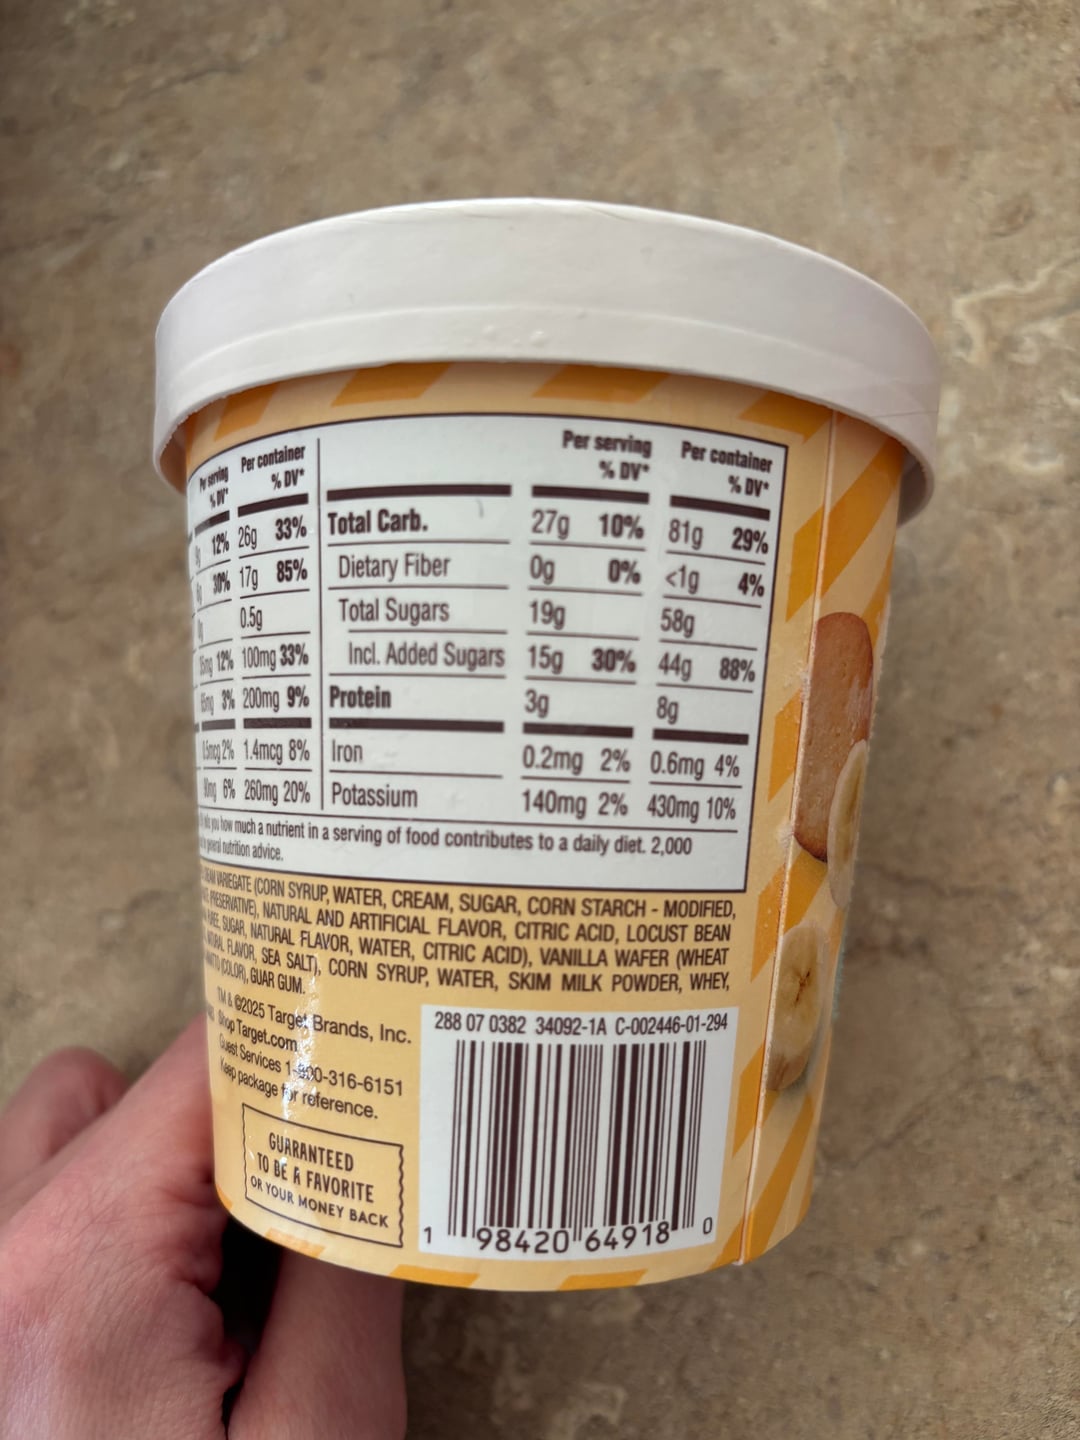 Per serving Per container
% DV* % DV*
12% 26g 33%
30% 17g 85%
0g 0.5g
12% 100mg 33%
3% 200mg 9%
2% 1.4mcg 8%
6% 260mg 20%
Per serving Per container
% DV* % DV*
Total Carb. 27g 10% 81g 29%
Dietary Fiber 0g 0% <1g 4%
Total Sugars 19g 58g
Incl. Added Sugars 15g 30% 44g 88%
Protein 3g 8g
Iron 0.2mg 2% 0.6mg 4%
Potassium 140mg 2% 430mg 10%
you how much a nutrient in a serving of food contributes to a daily diet. 2,000
general nutrition advice.
VARIEGATE (CORN SYRUP, WATER, CREAM, SUGAR, CORN STARCH - MODIFIED,
PRESERVATIVE), NATURAL AND ARTIFICIAL FLAVOR, CITRIC ACID, LOCUST BEAN
SUGAR, NATURAL FLAVOR, WATER, CITRIC ACID), VANILLA WAFER (WHEAT
FLAVOR, SEA SALT), CORN SYRUP, WATER, SKIM MILK POWDER, WHEY,
(COLOR), GUAR GUM.
TM & ©2025 Target Brands, Inc.
Shop Target.com
Guest Services 1-800-316-6151
Keep package for reference.
GUARANTEED
TO BE A FAVORITE
OR YOUR MONEY BACK
288 07 0382 34092-1A C-002446-01-294
1 98420 64918 0